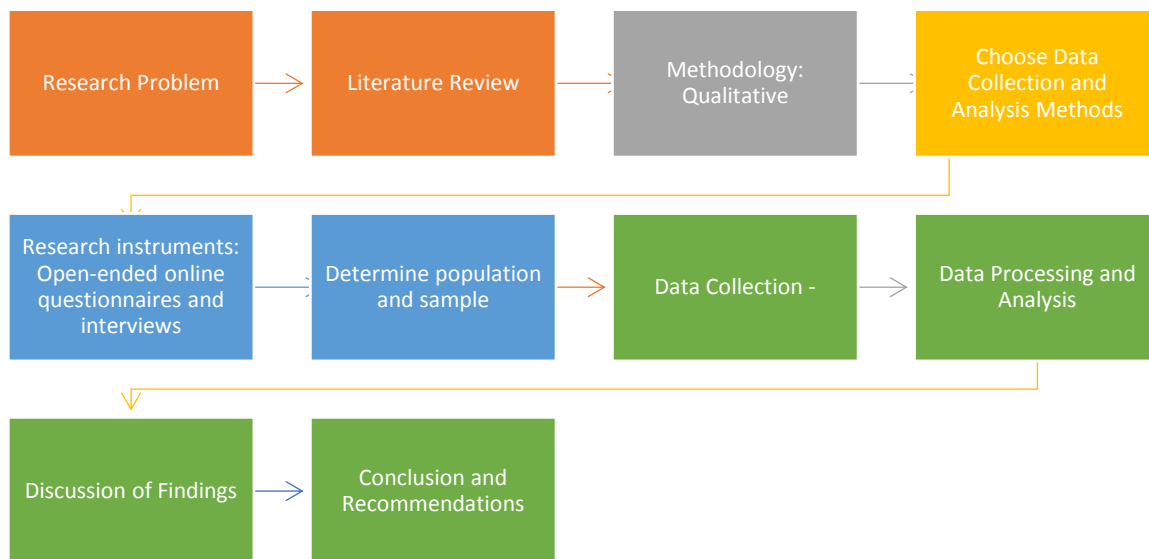 Research Problem
Literature Review
Methodology:
Qualitative
Choose Data
Collection and
Analysis Methods
Research instruments:
Open-ended online
questionnaires and
interviews
Determine population
and sample
Data Collection -
Data Processing and
Analysis
Discussion of Findings
Conclusion and
Recommendations